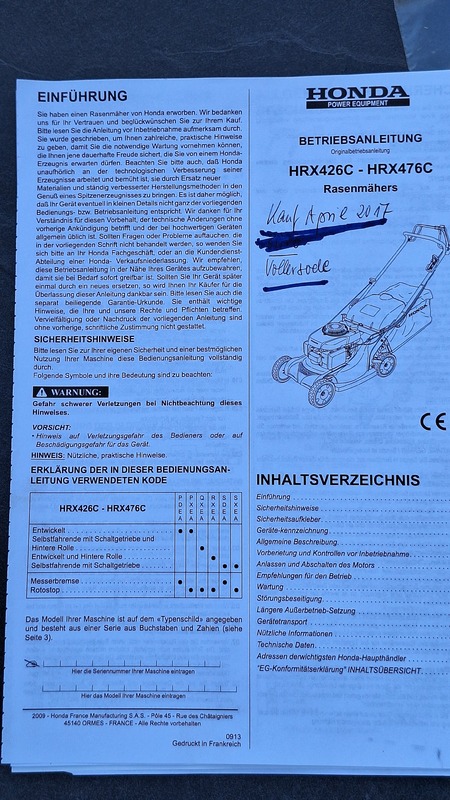 EINFÜHRUNG
Sie haben einen Rasenmäher von Honda erworben. Wir bedanken
uns für Ihr Vertrauen und beglückwünschen Sie zur Ihrem Kauf.
Bitte lesen Sie die Anleitung vor Inbetriebnahme aufmerksam durch.
Sie wurde geschrieben, um Ihnen zahlreiche, praktische Hinweise
zu geben, damit Sie die notwendige Wartung vornehmen können,
die Ihnen jene dauerhafte Freude sichert, die Sie von einem Honda-
Erzeugnis erwarten dürfen. Beachten Sie bitte auch, daß Honda
unaufhörlich an der technologischen Verbesserung seiner
Erzeugnisse arbeitet und bemüht ist, sie durch Ersatz neuer
Materialien und ständig verbesserter Herstellungsmethoden in den
Genuß eines Spitzenerzeugnisses zu bringen. Es ist daher möglich,
daß Ihr Gerät eventuell in kleinen Details nicht ganz der vorliegenden
Bedienungs- bzw. Betriebsanleitung entspricht. Wir danken für Ihr
Verständnis für diesen Vorbehalt, der technische Änderungen ohne
vorherige Ankündigung betrifft und der bei hochwertigen Geräten
allgemein üblich ist. Sollten Fragen oder Probleme auftauchen, die
in der vorliegenden Schrift nicht behandelt werden, so wenden Sie
sich bitte an Ihr Honda Fachgeschäft, oder an die Kundendienst-
Abteilung einer Honda- Verkaufsniederlassung. Wir empfehlen,
diese Betriebsanleitung in der Nähe Ihres Gerätes aufzubewahren,
damit sie bei Bedarf sofort greifbar ist. Sollten Sie Ihr Gerät später
einmal durch ein neues ersetzen, so wird Ihnen Ihr Käufer für die
Überlassung dieser Anleitung dankbar sein. Bitte lesen Sie auch die
separat beiliegende Garantie-Urkunde. Sie enthält wichtige
Hinweise, die Ihre und unsere Rechte und Pflichten betreffen.
Vervielfältigung oder Nachdruck der vorliegenden Anleitung sind
ohne vorherige, schriftliche Zustimmung nicht gestattet.
SICHERHEITSHINWEISE
Bitte lesen Sie zu Ihrer eigenen Sicherheit und einer bestmöglichen
Nutzung Ihrer Maschine diese Bedienungsanleitung vollständig
durch.
Folgende Symbole und ihre Bedeutung sind zu beachten:
WARNUNG:
Gefahr schwerer Verletzungen bei Nichtbeachtung dieses
Hinweises.
VORSICHT:
• Hinweis auf Verletzungsgefahr des Bedieners oder auf
Beschädigungsgefahr für das Gerät.
HINWEIS: Nützliche, praktische Hinweise.
ERKLÄRUNG DER IN DIESER BEDIENUNGSAN-
LEITUNG VERWENDETEN KODE
HRX426C - HRX476C
PDEA PXEA QXEA RXEA SDEA SXEA
Entwickelt
Selbstfahrende mit Schaltgetriebe und
Hintere Rolle
Entwickelt und Hintere Rolle
Selbstfahrende mit Schaltgetriebe
Messerbremse
Rotostop
Das Modell Ihrer Maschine ist auf dem «Typenschild» angegeben
und besteht aus einer Serie aus Buchstaben und Zahlen (siehe
Seite 3).
Hier die Seriennummer Ihrer Maschine eintragen
Hier das Modell Ihrer Maschine eintragen
2009 - Honda France Manufacturing S.A.S. - Pôle 45 - Rue des Châtaigniers
45140 ORMES - FRANCE - Alle Rechte vorbehalten
0913
Gedruckt in Frankreich
HONDA
POWER EQUIPMENT
BETRIEBSANLEITUNG
Originalbetriebsanleitung
HRX426C - HRX476C
Rasenmähers
Kauf April 2017
CE
INHALTSVERZEICHNIS
Einführung
Sicherheitshinweise
Sicherheitsaufkleber
Geräte-kennzeichnung
Allgemeine Beschreibung
Vorbenetung und Kontrollen vor Inbetriebnahme
Anlassen und Abschalten des Motors
Empfehlungen für den Betrieb
Wartung
Störungsbeseitigung
Längere Außerbetrieb-Setzung
Gerätetransport
Nützliche Informationen
Technische Daten
Adressen derwichtigsten Honda-Haupthändler
"EG-Konformitätserklärung" INHALTSÜBERSICHT